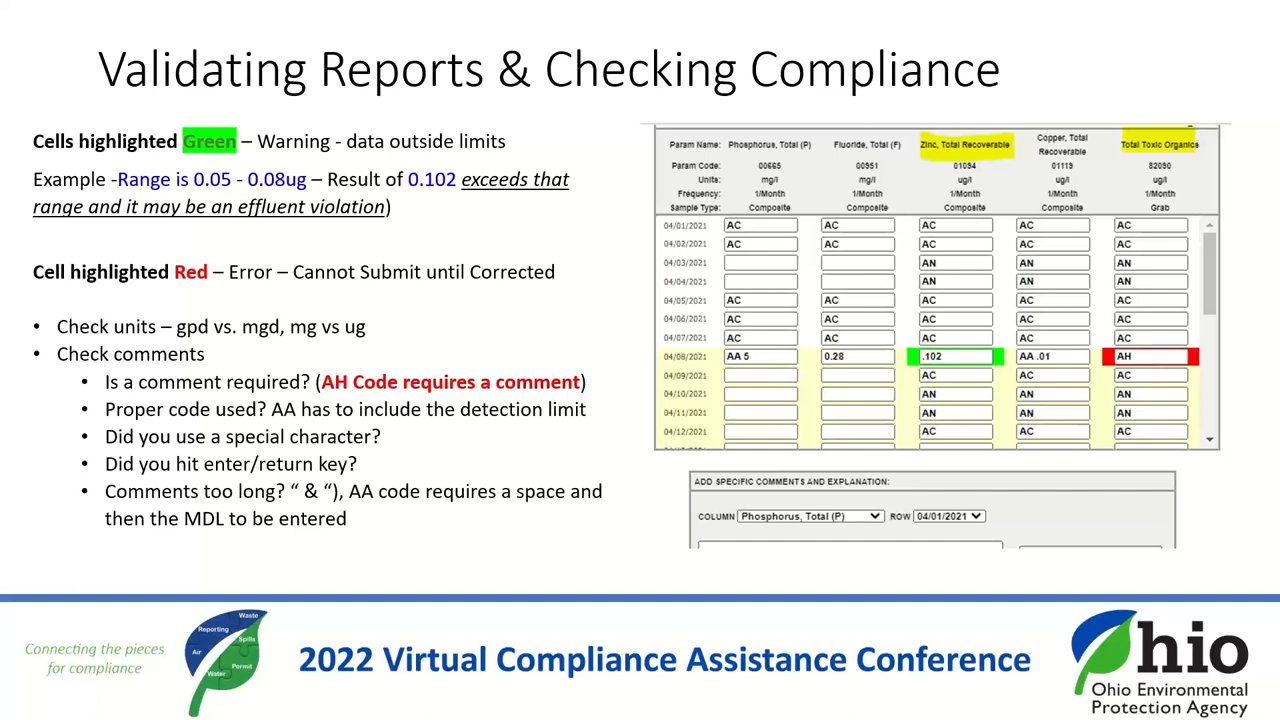 Validating Reports & Checking Compliance
Cells highlighted Green – Warning - data outside limits
Example -Range is 0.05 - 0.08ug – Result of 0.102 exceeds that
range and it may be an effluent violation)
Cell highlighted Red – Error – Cannot Submit until Corrected
• Check units – gpd vs. mgd, mg vs ug
• Check comments
• Is a comment required? (AH Code requires a comment)
• Proper code used? AA has to include the detection limit
• Did you use a special character?
• Did you hit enter/return key?
• Comments too long? “ & “), AA code requires a space and
then the MDL to be entered
Param Name: Phosphorus, Total (P) Fluoride, Total (F) Zinc, Total Recoverable Copper, Total Recoverable Total Toxic Organics
Param Code: 00665 00951 01094 01119 82090
Units: mg/l mg/l ug/l ug/l ug/l
Frequency: 1/Month 1/Month 1/Month 1/Month 1/Month
Sample Type: Composite Composite Composite Composite Grab
04/01/2021 AC AC AC AC AC
04/02/2021 AC AC AC AC AC
04/03/2021 AN AN AN
04/04/2021 AN AN AN
04/05/2021 AC AC AC AC AC
04/06/2021 AC AC AC AC AC
04/07/2021 AC AC AC AC AC
04/08/2021 AA 5 0.28 .102 AA .01 AH
04/09/2021 AC AC AC
04/10/2021 AN AN AN
04/11/2021 AN AN AN
04/12/2021 AC AC AC
ADD SPECIFIC COMMENTS AND EXPLANATION:
COLUMN Phosphorus, Total (P) ROW 04/01/2021
Connecting the pieces
for compliance
Waste
Reporting
Spills
Air
Permit
Water
2022 Virtual Compliance Assistance Conference
Ohio
Ohio Environmental
Protection Agency